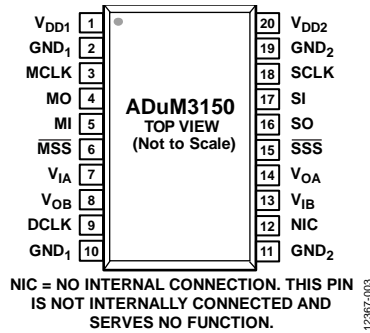 VDD1 1 20 VDD2
GND1 2 19 GND2
MCLK 3 18 SCLK
MO 4 17 SI
MI 5 16 SO
MSS 6 15 SSS
VIA 7 14 VOA
VOB 8 13 VIB
DCLK 9 12 NIC
GND1 10 11 GND2
ADuM3150
TOP VIEW
(Not to Scale)
NIC = NO INTERNAL CONNECTION. THIS PIN
IS NOT INTERNALLY CONNECTED AND
SERVES NO FUNCTION.
12367-003